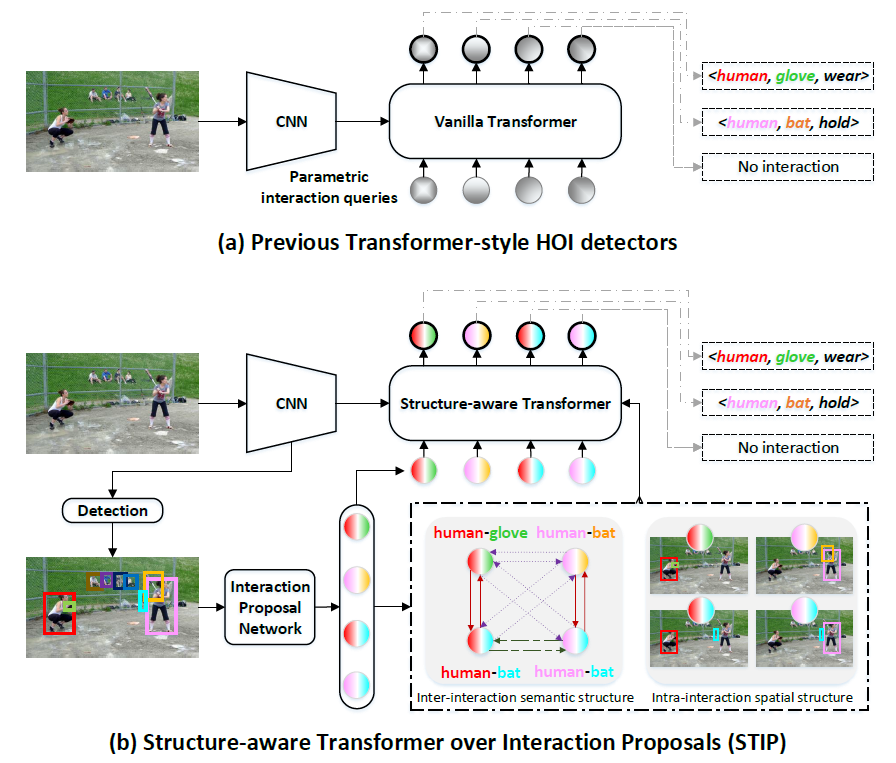 CNN
Vanilla Transformer
Parametric
interaction queries
<human, glove, wear>
<human, bat, hold>
No interaction
(a) Previous Transformer-style HOI detectors
CNN
Structure-aware Transformer
<human, glove, wear>
<human, bat, hold>
No interaction
Detection
Interaction
Proposal
Network
human-glove human-bat
human-bat human-bat
Inter-interaction semantic structure
Intra-interaction spatial structure
(b) Structure-aware Transformer over Interaction Proposals (STIP)